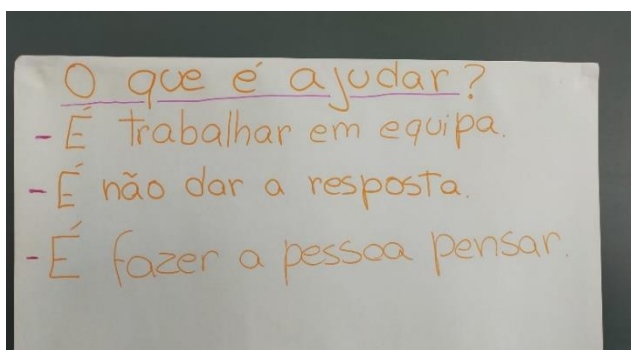 O que é ajudar?
- É trabalhar em equipa.
- É não dar a resposta.
- É fazer a pessoa pensar.